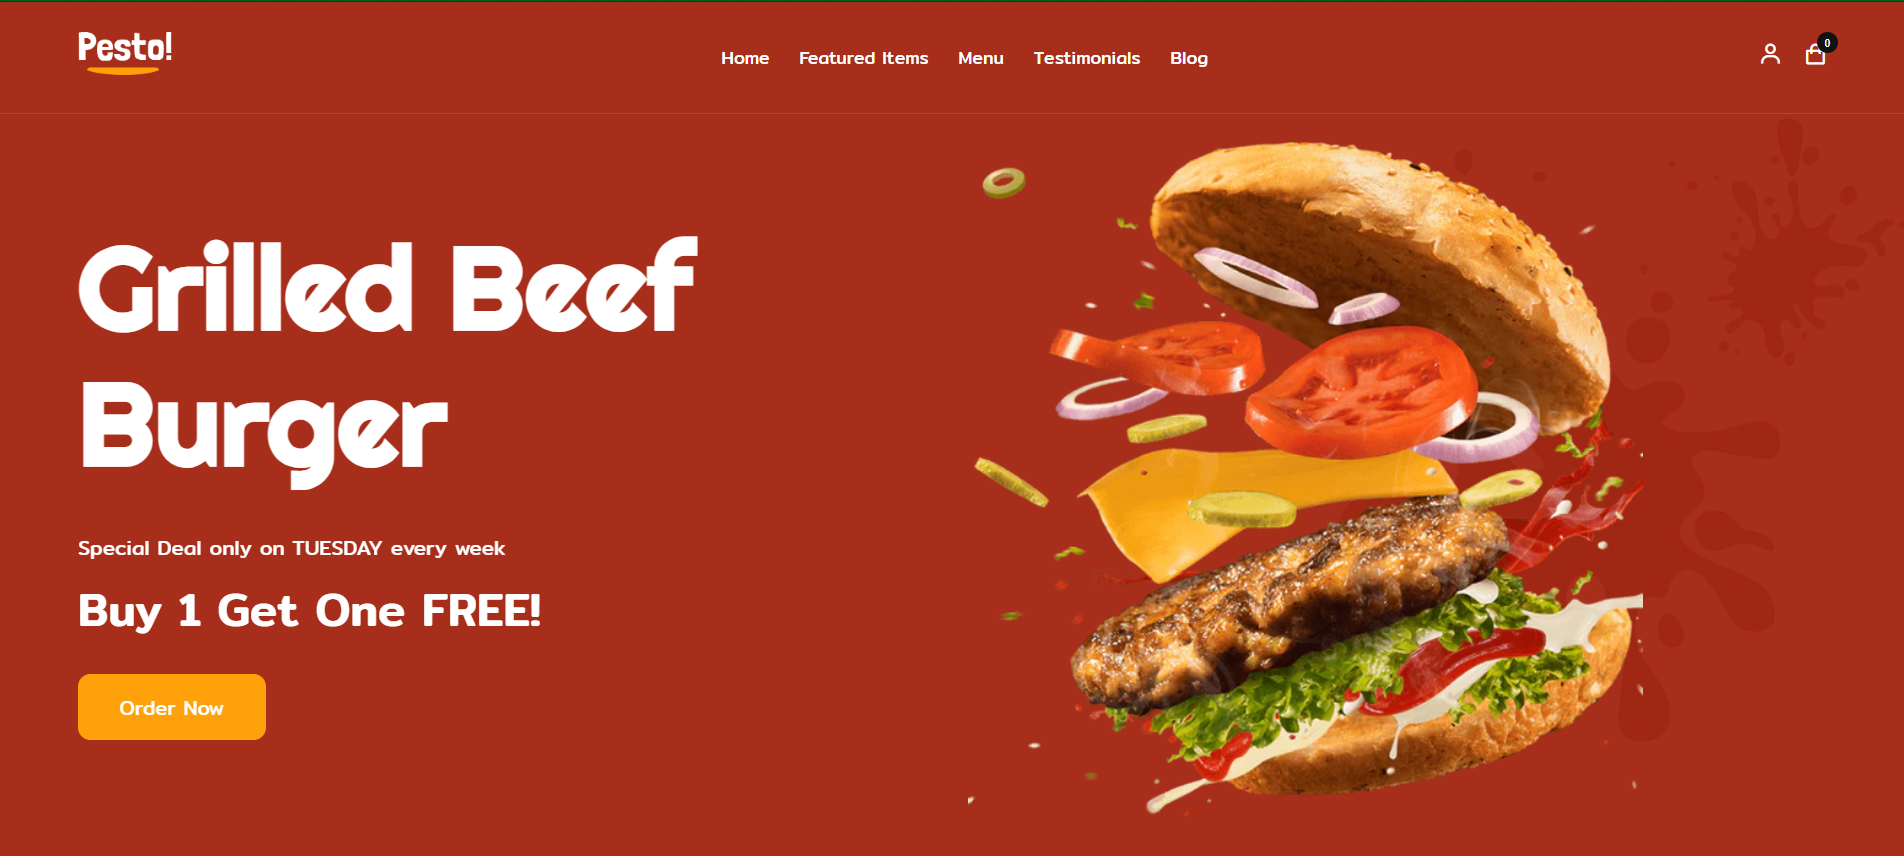 Pesto!
Home Featured Items Menu Testimonials Blog
0
Grilled Beef
Burger
Special Deal only on TUESDAY every week
Buy 1 Get One FREE!
Order Now